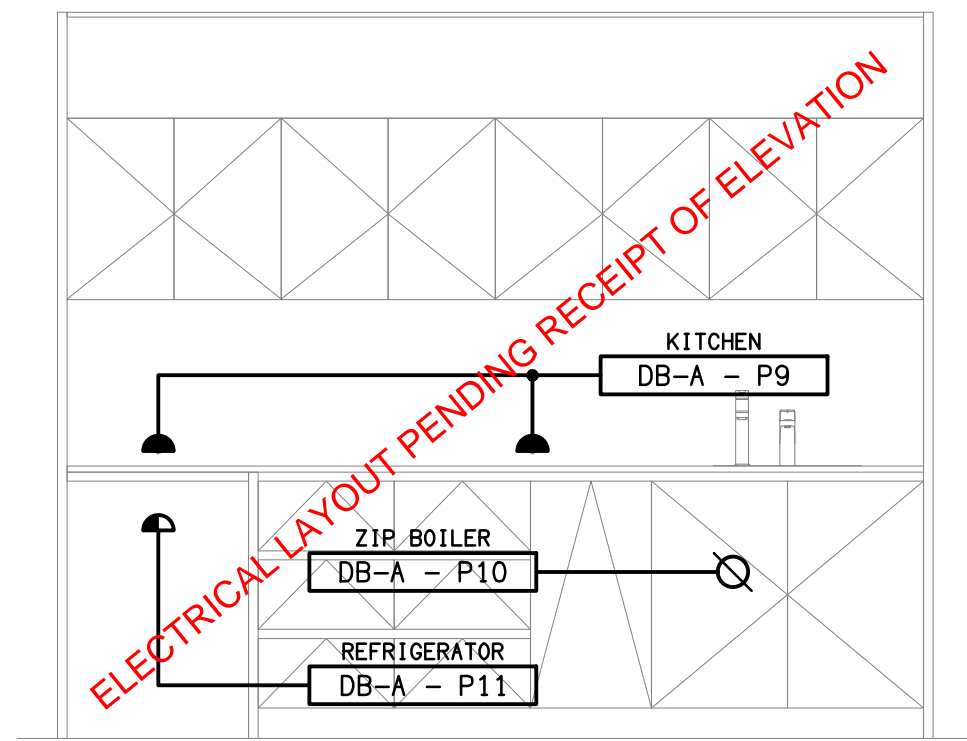 ELECTRICAL LAYOUT PENDING RECEIPT OF ELEVATION
KITCHEN
DB-A - P9
ZIP BOILER
DB-A - P10
REFRIGERATOR
DB-A - P11